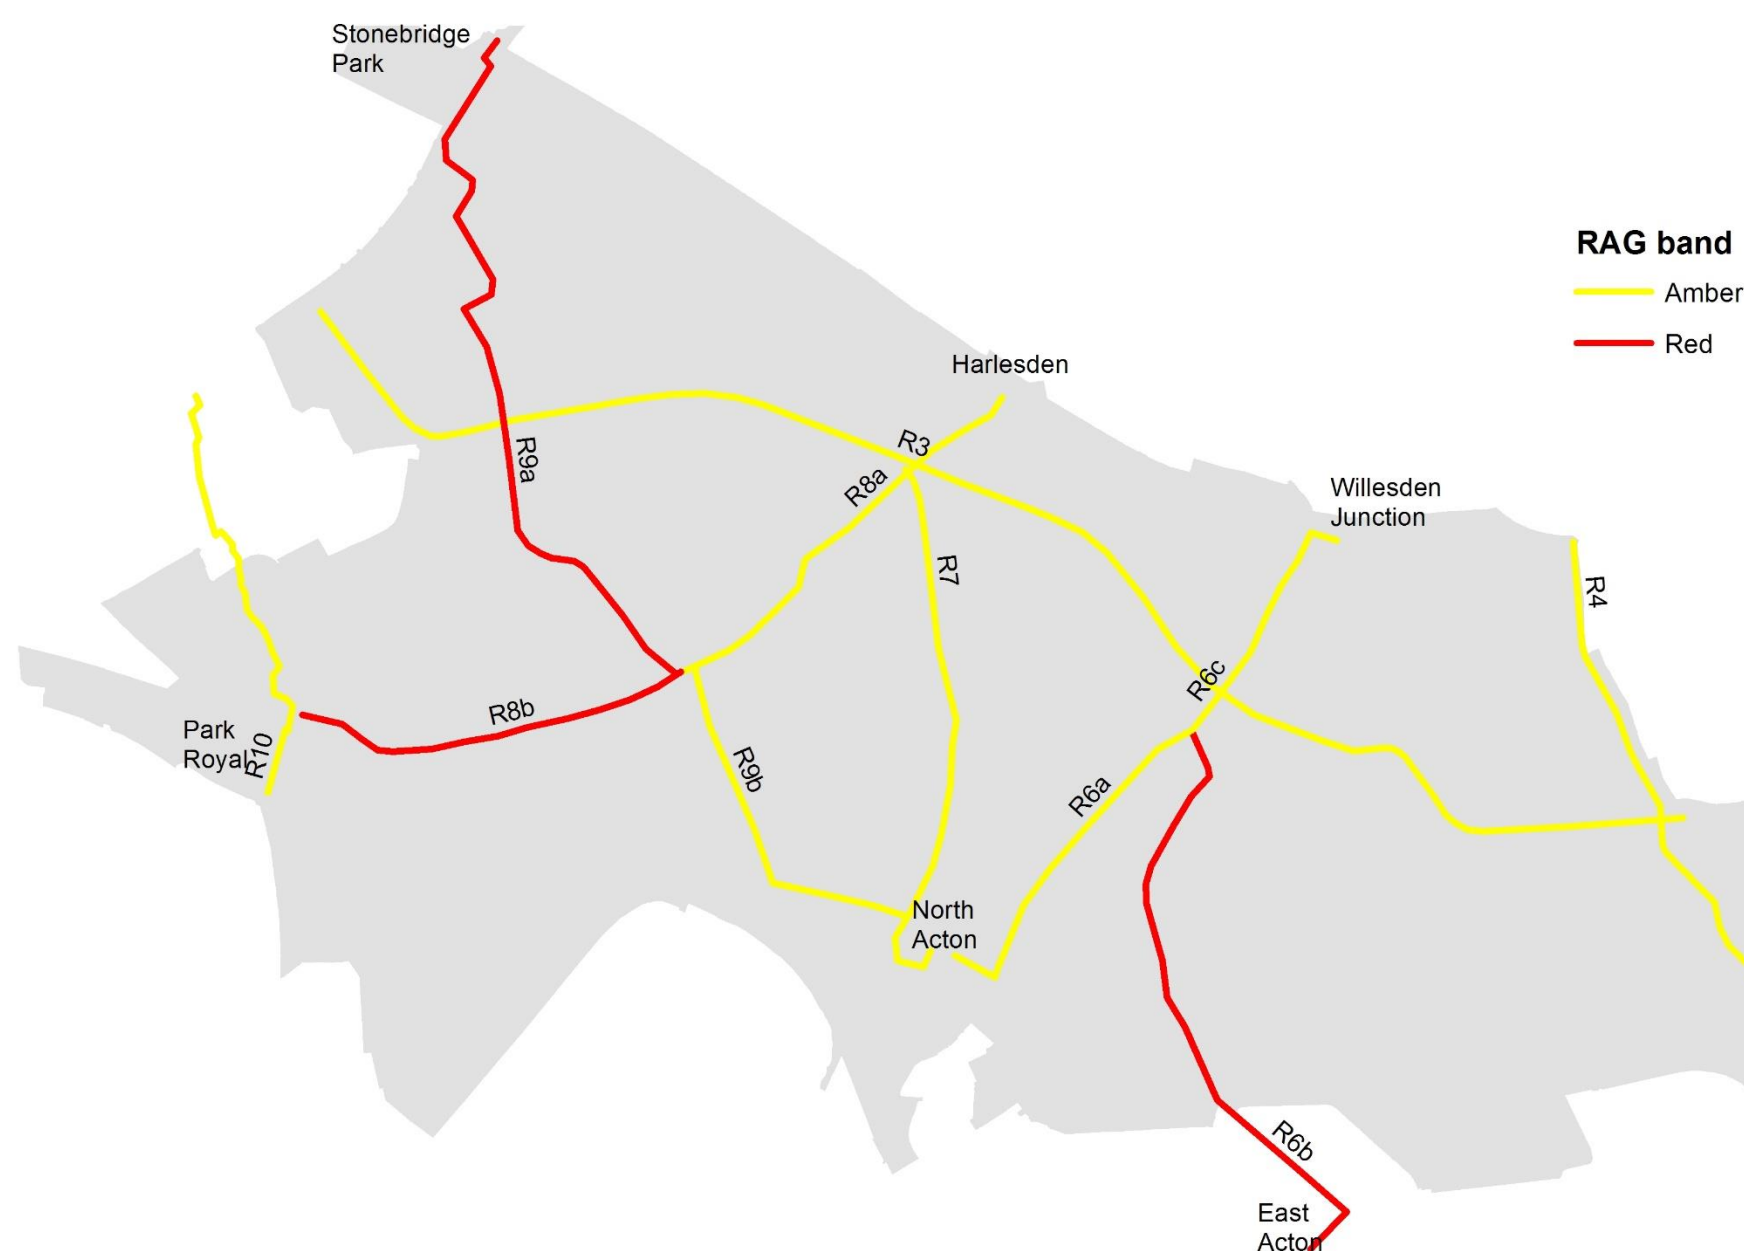 Stonebridge
Park
RAG band
Amber
Red
Harlesden
R3
R9a
R8a
Willesden
Junction
R7
R4
R6c
R8b
Park
Royal
R10
R9b
R6a
North
Acton
R6b
East
Acton